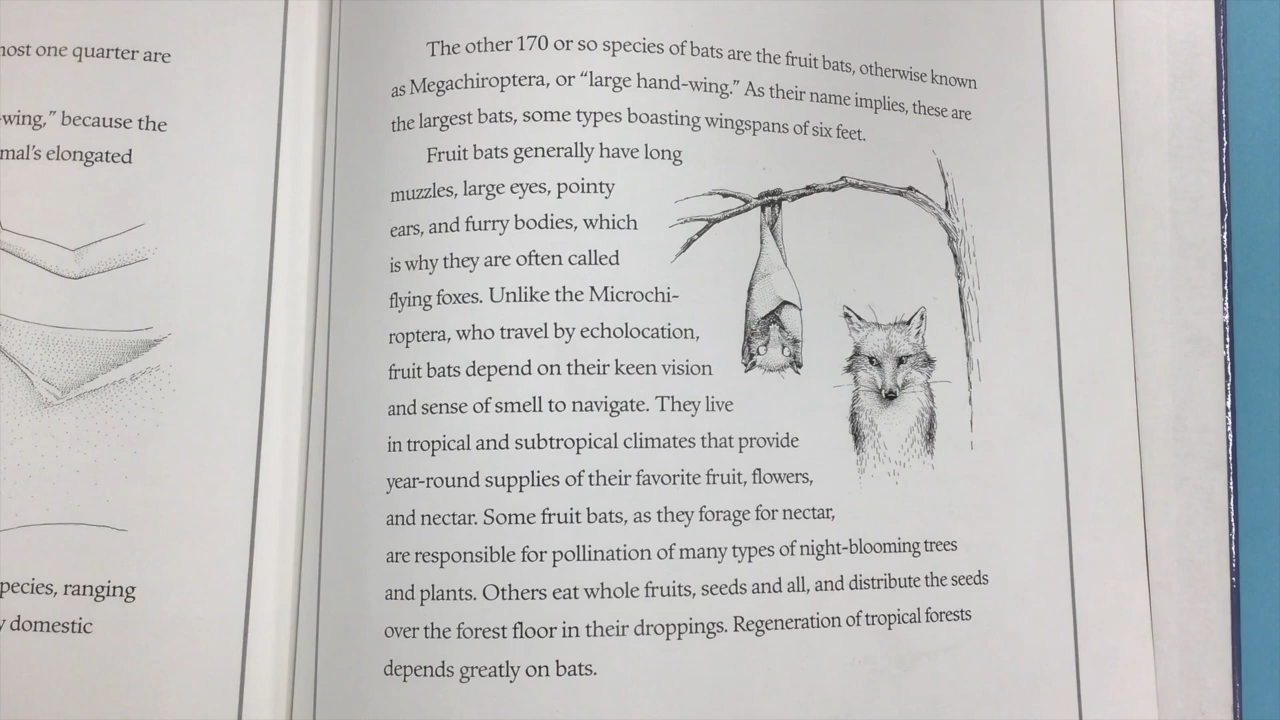 most one quarter are
wing," because the
mal's elongated
pecies, ranging
domestic
The other 170 or so species of bats are the fruit bats, otherwise known
as Megachiroptera, or “large hand-wing.” As their name implies, these are
the largest bats, some types boasting wingspans of six feet.
Fruit bats generally have long
muzzles, large eyes, pointy
ears, and furry bodies, which
is why they are often called
flying foxes. Unlike the Microchi-
roptera, who travel by echolocation,
fruit bats depend on their keen vision
and sense of smell to navigate. They live
in tropical and subtropical climates that provide
year-round supplies of their favorite fruit, flowers,
and nectar. Some fruit bats, as they forage for nectar,
are responsible for pollination of many types of night-blooming trees
and plants. Others eat whole fruits, seeds and all, and distribute the seeds
over the forest floor in their droppings. Regeneration of tropical forests
depends greatly on bats.